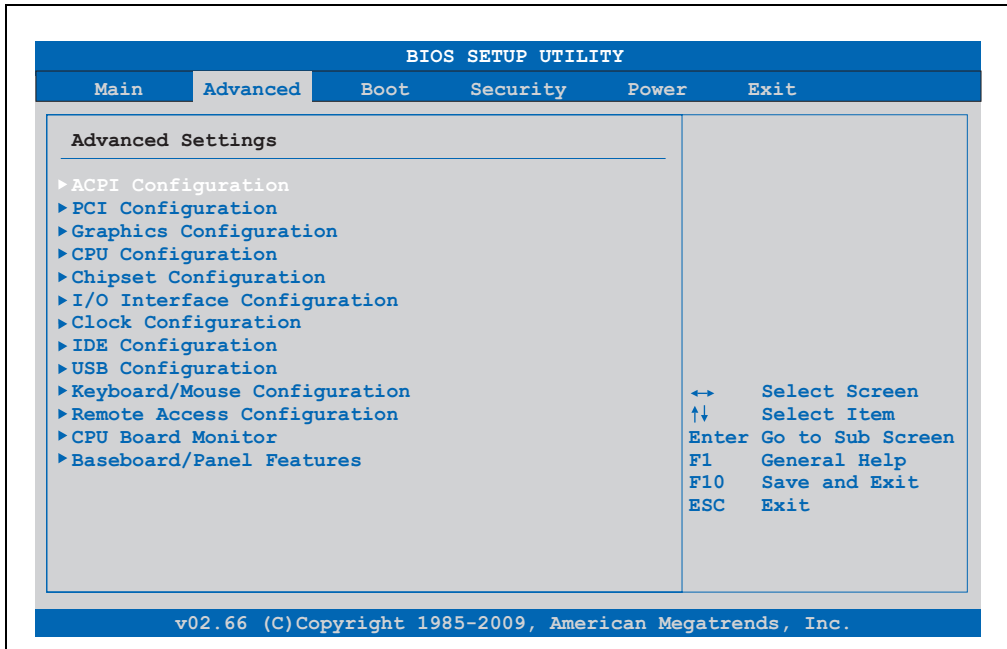 BIOS SETUP UTILITY
Main Advanced Boot Security Power Exit
Advanced Settings
ACPI Configuration
PCI Configuration
Graphics Configuration
CPU Configuration
Chipset Configuration
I/O Interface Configuration
Clock Configuration
IDE Configuration
USB Configuration
Keyboard/Mouse Configuration
Remote Access Configuration
CPU Board Monitor
Baseboard/Panel Features
↔ Select Screen
↑↓ Select Item
Enter Go to Sub Screen
F1 General Help
F10 Save and Exit
ESC Exit
v02.66 (C)Copyright 1985-2009, American Megatrends, Inc.